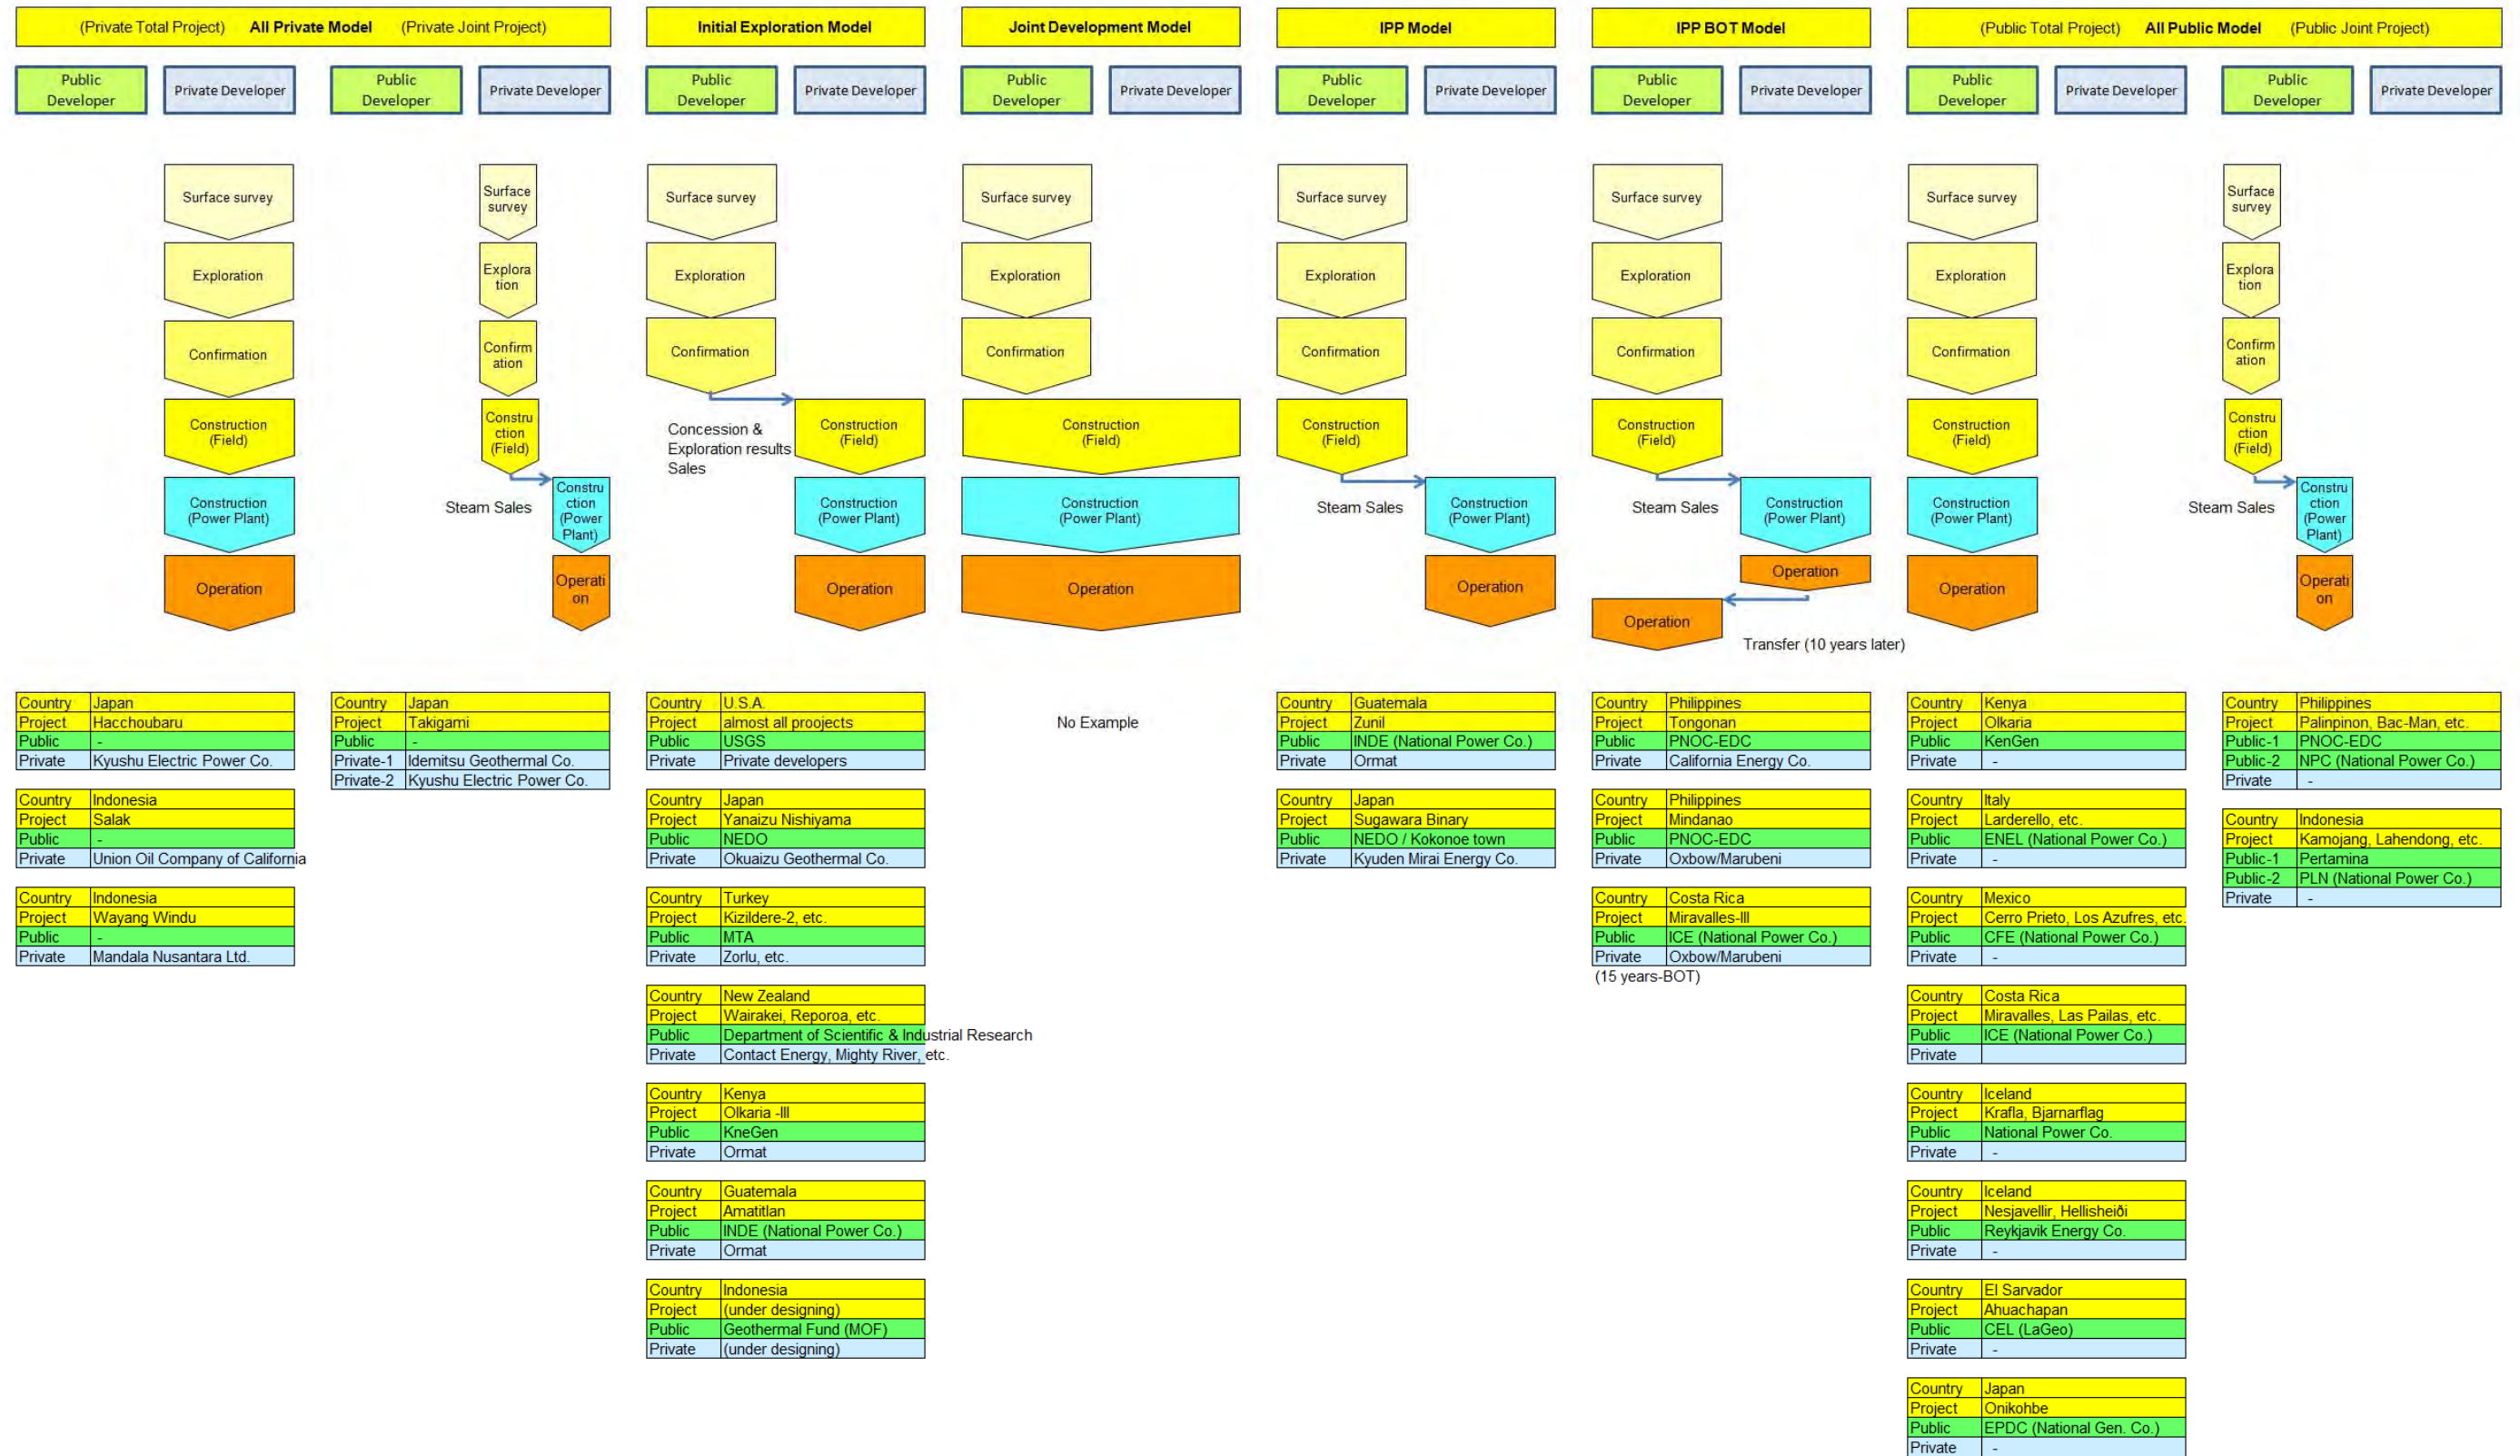 (Private Total Project) All Private Model (Private Joint Project)
Initial Exploration Model
Joint Development Model
IPP Model
IPP BOT Model
(Public Total Project) All Public Model (Public Joint Project)
Public
Developer
Private Developer
Public
Developer
Private Developer
Public
Developer
Private Developer
Public
Developer
Private Developer
Public
Developer
Private Developer
Public
Developer
Private Developer
Public
Developer
Private Developer
Public
Developer
Private Developer
Surface survey
Exploration
Confirmation
Construction
(Field)
Construction
(Power Plant)
Operation
Surface
survey
Explora
tion
Confirm
ation
Constru
ction
(Field)
Steam Sales
Constru
ction
(Power
Plant)
Operati
on
Surface survey
Exploration
Confirmation
Concession &
Exploration results
Sales
Construction
(Field)
Construction
(Power Plant)
Operation
Surface survey
Exploration
Confirmation
Construction
(Field)
Construction
(Power Plant)
Operation
Surface survey
Exploration
Confirmation
Construction
(Field)
Steam Sales
Construction
(Power Plant)
Operation
Surface survey
Exploration
Confirmation
Construction
(Field)
Steam Sales
Construction
(Power Plant)
Operation
Operation
Transfer (10 years later)
Surface survey
Exploration
Confirmation
Construction
(Field)
Construction
(Power Plant)
Operation
Surface
survey
Explora
tion
Confirm
ation
Constru
ction
(Field)
Steam Sales
Constru
ction
(Power
Plant)
Operati
on
Country Japan
Project Hacchoubaru
Public -
Private Kyushu Electric Power Co.
Country Indonesia
Project Salak
Public -
Private Union Oil Company of California
Country Indonesia
Project Wayang Windu
Public -
Private Mandala Nusantara Ltd.
Country Japan
Project Takigami
Public -
Private-1 Idemitsu Geothermal Co.
Private-2 Kyushu Electric Power Co.
Country U.S.A.
Project almost all proojects
Public USGS
Private Private developers
Country Japan
Project Yanaizu Nishiyama
Public NEDO
Private Okuaizu Geothermal Co.
Country Turkey
Project Kizildere-2, etc.
Public MTA
Private Zorlu, etc.
Country New Zealand
Project Wairakei, Reporoa, etc.
Public Department of Scientific & Industrial Research
Private Contact Energy, Mighty River, etc.
Country Kenya
Project Olkaria -III
Public KneGen
Private Ormat
Country Guatemala
Project Amatitlan
Public INDE (National Power Co.)
Private Ormat
Country Indonesia
Project (under designing)
Public Geothermal Fund (MOF)
Private (under designing)
No Example
Country Guatemala
Project Zunil
Public INDE (National Power Co.)
Private Ormat
Country Japan
Project Sugawara Binary
Public NEDO / Kokonoe town
Private Kyuden Mirai Energy Co.
Country Philippines
Project Tongonan
Public PNOC-EDC
Private California Energy Co.
Country Philippines
Project Mindanao
Public PNOC-EDC
Private Oxbow/Marubeni
Country Costa Rica
Project Miravalles-III
Public ICE (National Power Co.)
Private Oxbow/Marubeni
(15 years-BOT)
Country Kenya
Project Olkaria
Public KenGen
Private -
Country Italy
Project Larderello, etc.
Public ENEL (National Power Co.)
Private -
Country Mexico
Project Cerro Prieto, Los Azufres, etc.
Public CFE (National Power Co.)
Private -
Country Costa Rica
Project Miravalles, Las Pailas, etc.
Public ICE (National Power Co.)
Private
Country Iceland
Project Krafla, Bjarnarflag
Public National Power Co.
Private -
Country Iceland
Project Nesjavellir, Hellisheiði
Public Reykjavik Energy Co.
Private -
Country El Sarvador
Project Ahuachapan
Public CEL (LaGeo)
Private -
Country Japan
Project Onikohbe
Public EPDC (National Gen. Co.)
Private -
Country Philippines
Project Palinpinon, Bac-Man, etc.
Public-1 PNOC-EDC
Public-2 NPC (National Power Co.)
Private -
Country Indonesia
Project Kamojang, Lahendong, etc.
Public-1 Pertamina
Public-2 PLN (National Power Co.)
Private -